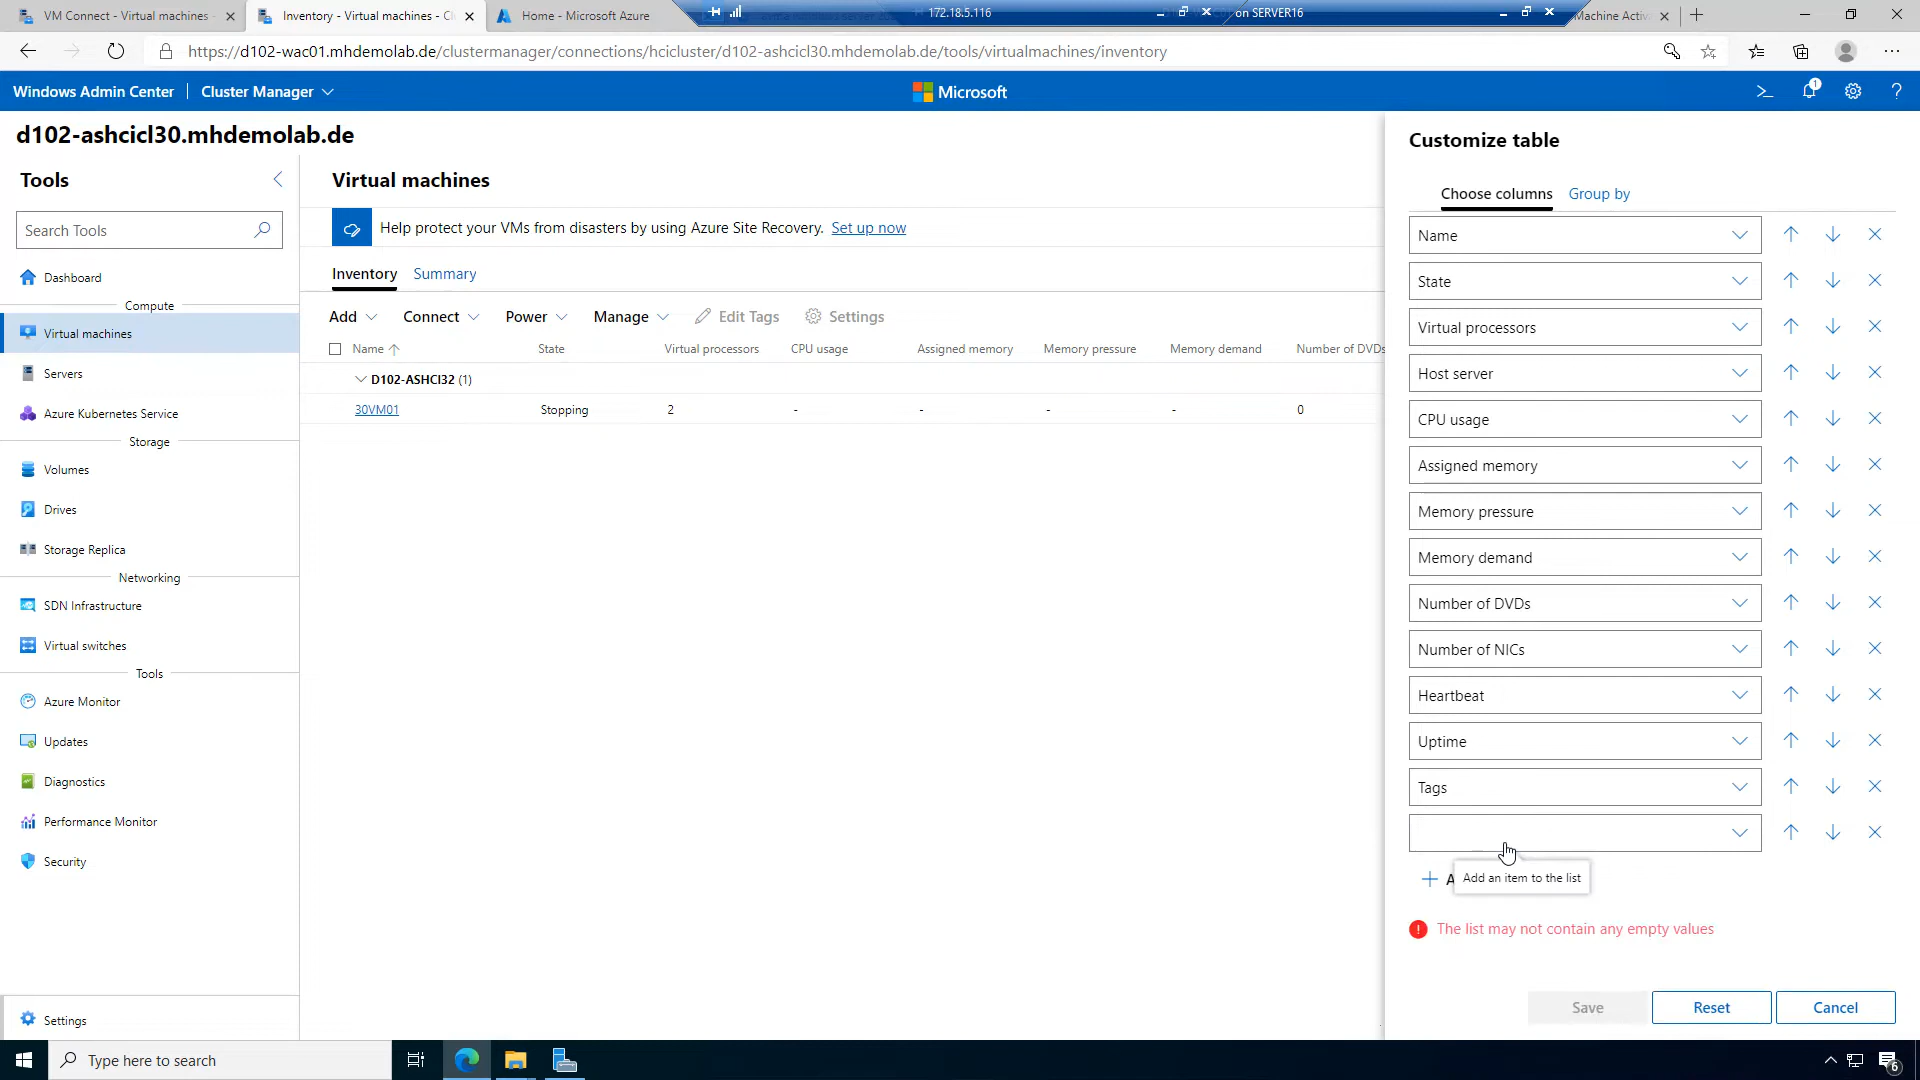 VM Connect - Virtual machines -
Inventory - Virtual machines - Cl
Home - Microsoft Azure
172.18.5.116
on SERVER16
Machine Activ
https://d102-wac01.mhdemolab.de/clustermanager/connections/hcicluster/d102-ashcicl30.mhdemolab.de/tools/virtualmachines/inventory
Windows Admin Center
Cluster Manager
Microsoft
1
?
d102-ashcicl30.mhdemolab.de
Tools
Search Tools
Dashboard
Compute
Virtual machines
Servers
Azure Kubernetes Service
Storage
Volumes
Drives
Storage Replica
Networking
SDN Infrastructure
Virtual switches
Tools
Azure Monitor
Updates
Diagnostics
Performance Monitor
Security
Settings
Virtual machines
Help protect your VMs from disasters by using Azure Site Recovery. Set up now
Inventory Summary
Add Connect Power Manage Edit Tags Settings
Name State Virtual processors CPU usage Assigned memory Memory pressure Memory demand Number of DVDs
D102-ASHCI32 (1)
30VM01 Stopping 2 - - - - 0
Customize table
Choose columns Group by
Name
State
Virtual processors
Host server
CPU usage
Assigned memory
Memory pressure
Memory demand
Number of DVDs
Number of NICs
Heartbeat
Uptime
Tags
Add an item to the list
The list may not contain any empty values
Save Reset Cancel
Type here to search
6